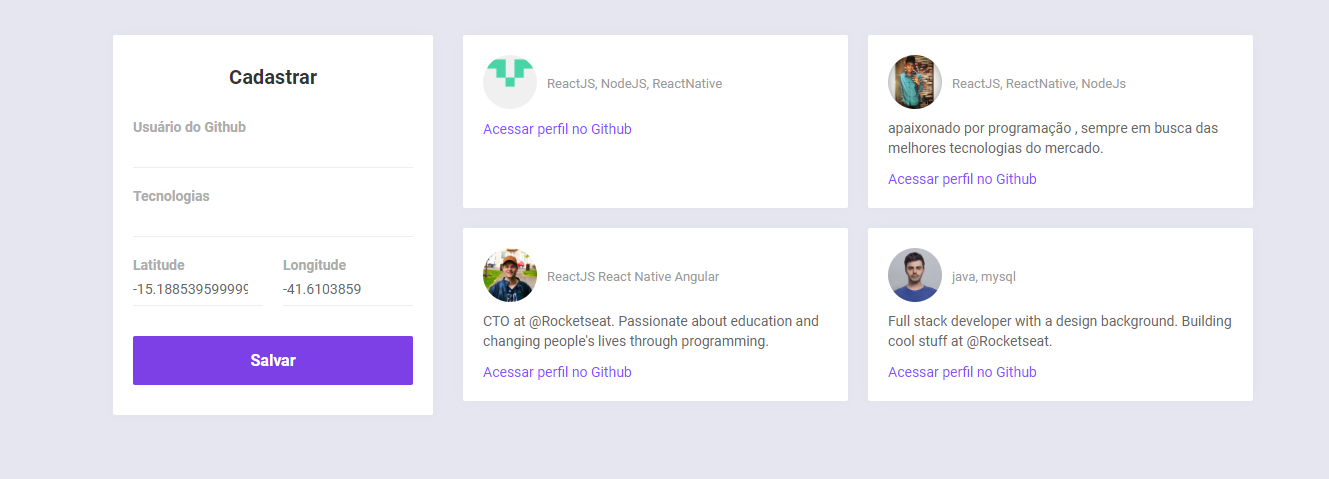 Cadastrar
Usuário do Github
Tecnologias
Latitude
Longitude
-15.188539599999
-41.6103859
Salvar
ReactJS, NodeJS, ReactNative
Acessar perfil no Github
ReactJS, ReactNative, NodeJs
apaixonado por programação , sempre em busca das
melhores tecnologias do mercado.
Acessar perfil no Github
ReactJS React Native Angular
CTO at @Rocketseat. Passionate about education and
changing people's lives through programming.
Acessar perfil no Github
java, mysql
Full stack developer with a design background. Building
cool stuff at @Rocketseat.
Acessar perfil no Github